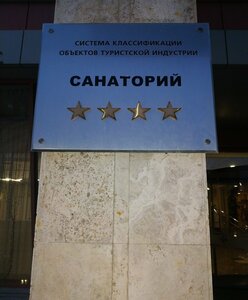 СИСТЕМА КЛАССИФИКАЦИИ
ОБЪЕКТОВ ТУРИСТСКОЙ ИНДУСТРИИ
САНАТОРИЙ